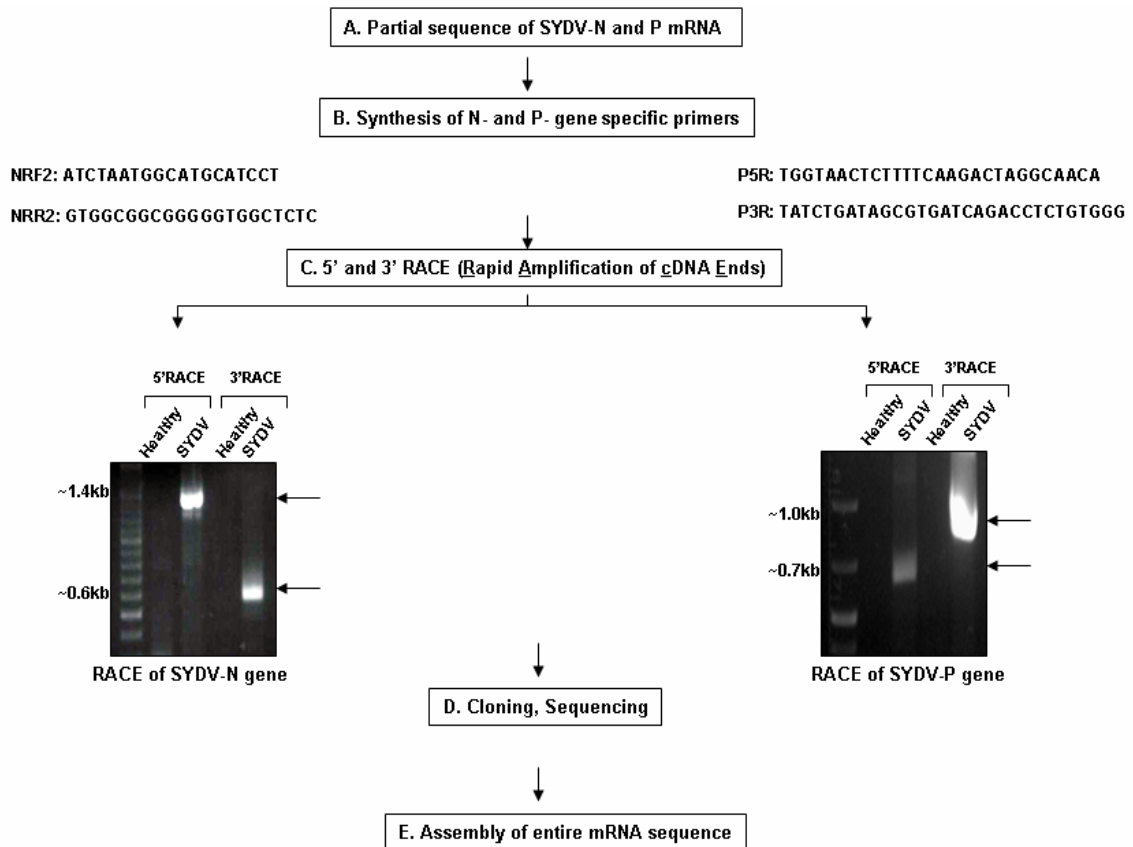 A. Partial sequence of SYDV-N and P mRNA
B. Synthesis of N- and P- gene specific primers
NRF2: ATCTAATGGCATGCATCCT
NRR2: GTGGCGGCGGGGGTGGCTCTC
P5R: TGGTAACTCTTTTCAAGACTAGGCAACA
P3R: TATCTGATAGCGTGATCAGACCTCTGTGGG
C. 5' and 3' RACE (Rapid Amplification of cDNA Ends)
5'RACE 3'RACE
Healthy SYDV Healthy SYDV
~1.4kb
~0.6kb
RACE of SYDV-N gene
5'RACE 3'RACE
Healthy SYDV Healthy SYDV
~1.0kb
~0.7kb
RACE of SYDV-P gene
D. Cloning, Sequencing
E. Assembly of entire mRNA sequence